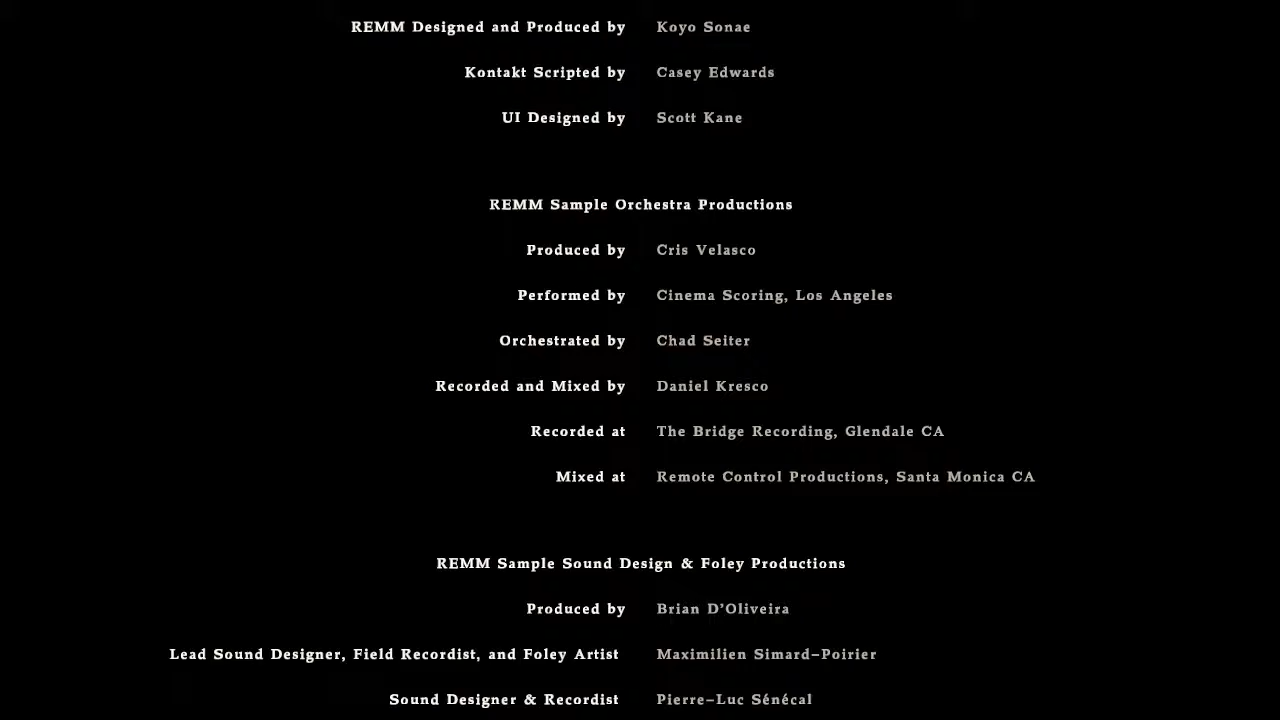 REMM Designed and Produced by Koyo Sonae
Kontakt Scripted by Casey Edwards
UI Designed by Scott Kane
REMM Sample Orchestra Productions
Produced by Cris Velasco
Performed by Cinema Scoring, Los Angeles
Orchestrated by Chad Seiter
Recorded and Mixed by Daniel Kresco
Recorded at The Bridge Recording, Glendale CA
Mixed at Remote Control Productions, Santa Monica CA
REMM Sample Sound Design & Foley Productions
Produced by Brian D'Oliveira
Lead Sound Designer, Field Recordist, and Foley Artist Maximilien Simard-Poirier
Sound Designer & Recordist Pierre-Luc Sénécal